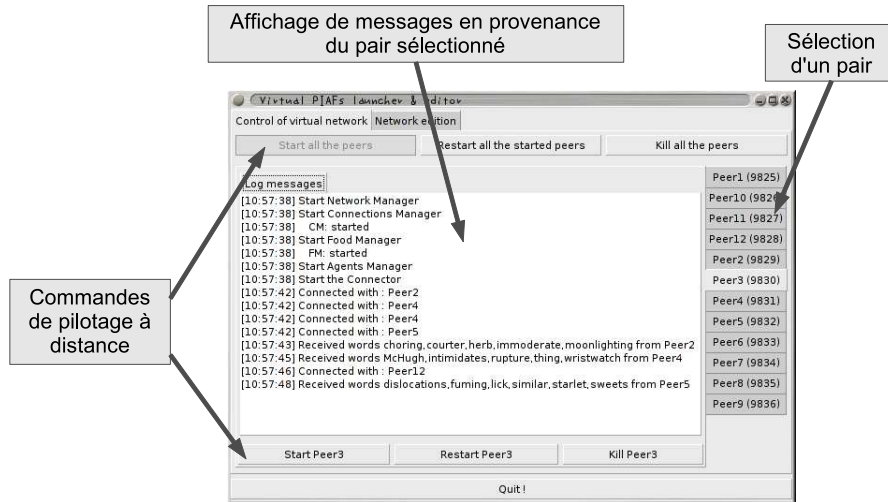 Affichage de messages en provenance
du pair sélectionné
Sélection
d'un pair
Virtual PIAFs launcher & editor
Control of virtual network
Network edition
Start all the peers
Restart all the started peers
Kill all the peers
Log messages
[10:57:38] Start Network Manager
[10:57:38] Start Connections Manager
[10:57:38] CM: started
[10:57:38] Start Food Manager
[10:57:38] FM: started
[10:57:38] Start Agents Manager
[10:57:38] Start the Connector
[10:57:42] Connected with : Peer2
[10:57:42] Connected with : Peer4
[10:57:42] Connected with : Peer4
[10:57:42] Connected with : Peer5
[10:57:43] Received words choring,courter,herb,immoderate,moonlighting from Peer2
[10:57:45] Received words McHugh,intimidates,rupture,thing,wristwatch from Peer4
[10:57:46] Connected with : Peer12
[10:57:48] Received words dislocations,fuming,lick,similar,starlet,sweets from Peer5
Peer1 (9825)
Peer10 (9826)
Peer11 (9827)
Peer12 (9828)
Peer2 (9829)
Peer3 (9830)
Peer4 (9831)
Peer5 (9832)
Peer6 (9833)
Peer7 (9834)
Peer8 (9835)
Peer9 (9836)
Commandes
de pilotage à
distance
Start Peer3
Restart Peer3
Kill Peer3
Quit !